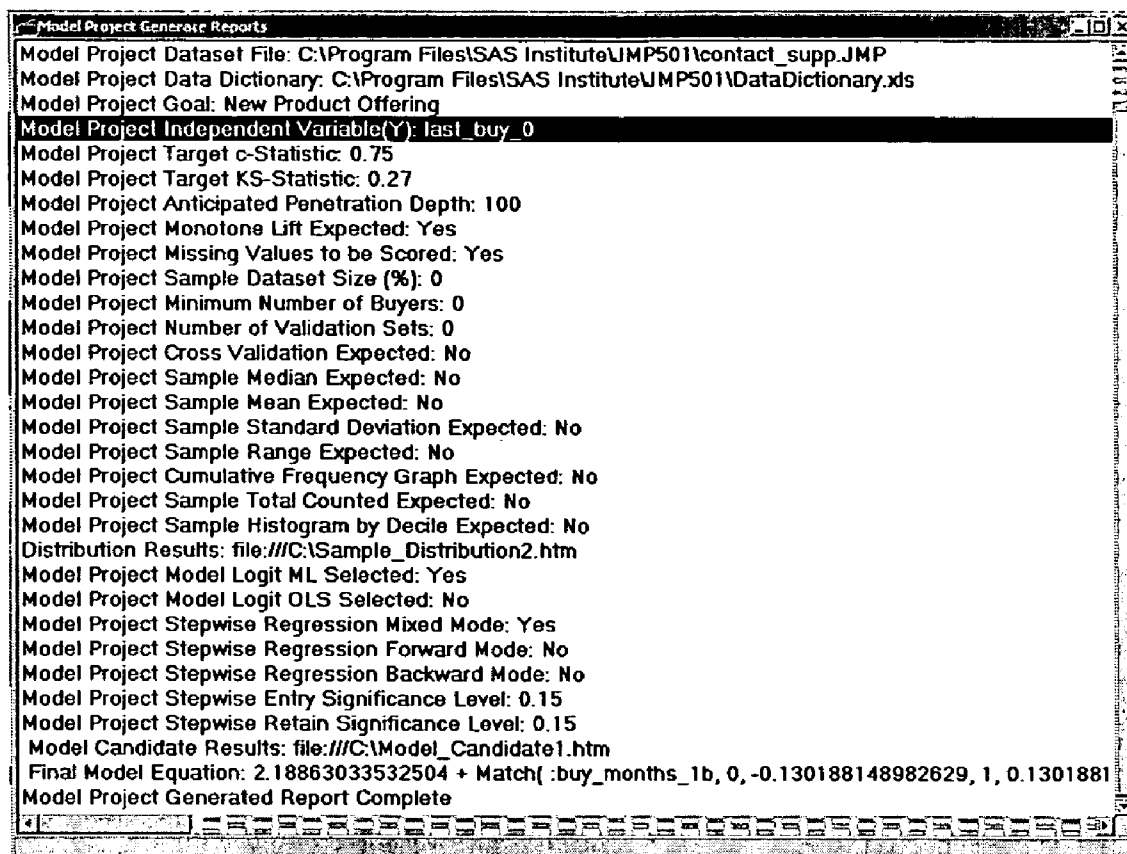 Model Project Generate Reports
Model Project Dataset File: C:\Program Files\SAS Institute\JMP501\contact_supp.JMP
Model Project Data Dictionary: C:\Program Files\SAS Institute\JMP501\DataDictionary.xls
Model Project Goal: New Product Offering
Model Project Independent Variable(Y): last_buy_0
Model Project Target c-Statistic: 0.75
Model Project Target KS-Statistic: 0.27
Model Project Anticipated Penetration Depth: 100
Model Project Monotone Lift Expected: Yes
Model Project Missing Values to be Scored: Yes
Model Project Sample Dataset Size (%): 0
Model Project Minimum Number of Buyers: 0
Model Project Number of Validation Sets: 0
Model Project Cross Validation Expected: No
Model Project Sample Median Expected: No
Model Project Sample Mean Expected: No
Model Project Sample Standard Deviation Expected: No
Model Project Sample Range Expected: No
Model Project Cumulative Frequency Graph Expected: No
Model Project Sample Total Counted Expected: No
Model Project Sample Histogram by Decile Expected: No
Distribution Results: file:///C:\Sample_Distribution2.htm
Model Project Model Logit ML Selected: Yes
Model Project Model Logit OLS Selected: No
Model Project Stepwise Regression Mixed Mode: Yes
Model Project Stepwise Regression Forward Mode: No
Model Project Stepwise Regression Backward Mode: No
Model Project Stepwise Entry Significance Level: 0.15
Model Project Stepwise Retain Significance Level: 0.15
Model Candidate Results: file:///C:\Model_Candidate1.htm
Final Model Equation: 2.18863033532504 + Match( :buy_months_1b, 0, -0.130188148982629, 1, 0.1301881
Model Project Generated Report Complete